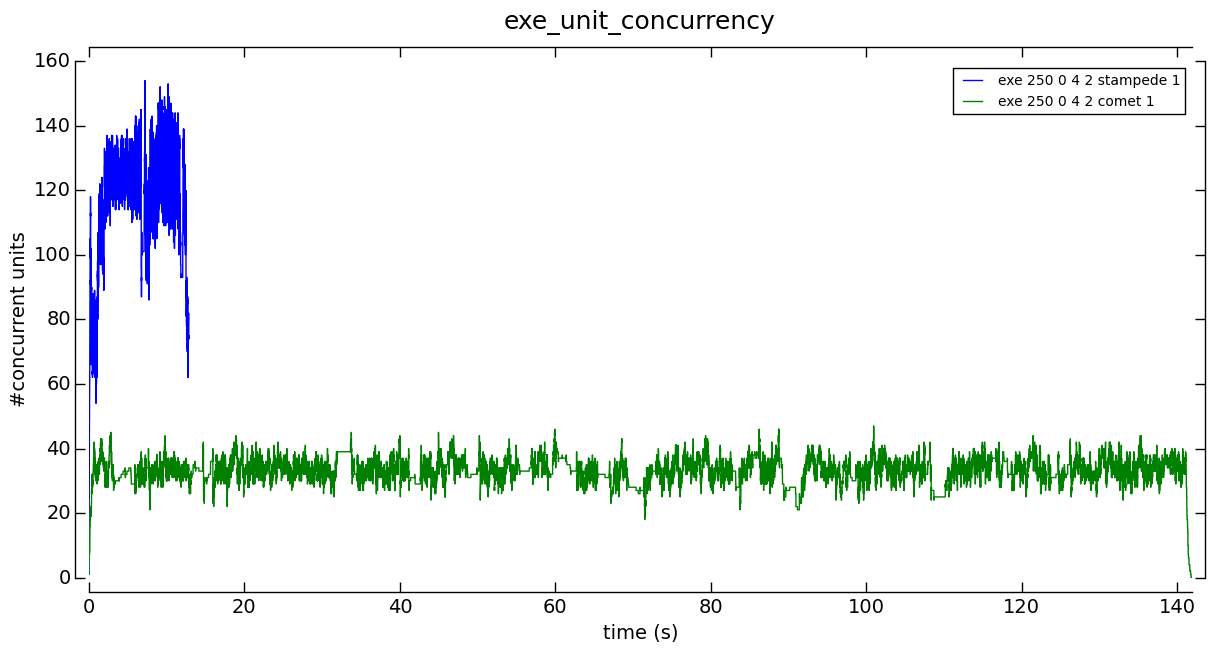 exe_unit_concurrency
exe 250 0 4 2 stampede 1
exe 250 0 4 2 comet 1
160
140
120
100
80
60
40
20
0
#concurrent units
0 20 40 60 80 100 120 140
time (s)